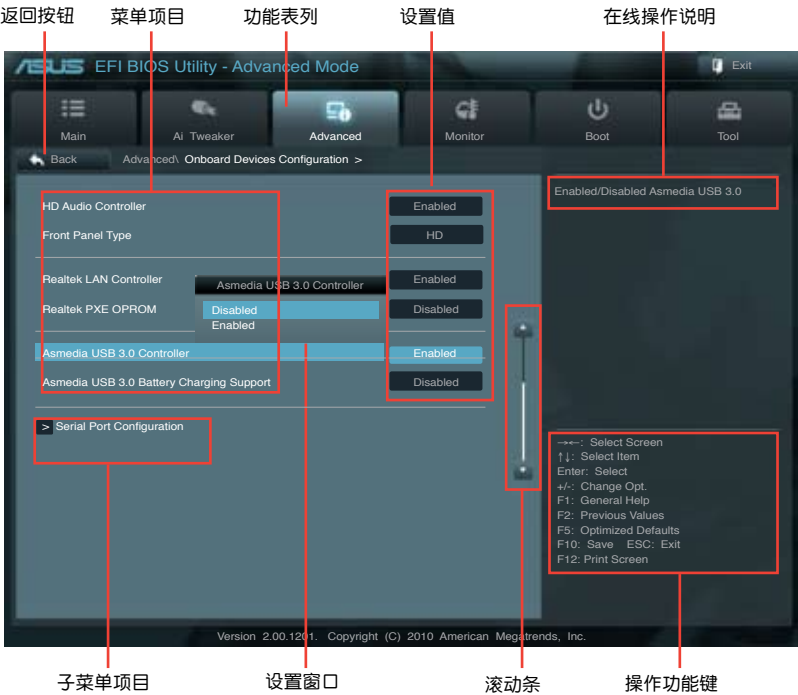 返回按钮 菜单项目 功能表列 设置值 在线操作说明
ASUS EFI BIOS Utility - Advanced Mode
Exit
Main Ai Tweaker Advanced Monitor Boot Tool
Back Advanced\ Onboard Devices Configuration >
Enabled/Disabled Asmedia USB 3.0
HD Audio Controller Enabled
Front Panel Type HD
Realtek LAN Controller Enabled
Asmedia USB 3.0 Controller
Realtek PXE OPROM Disabled
Disabled
Enabled
Asmedia USB 3.0 Controller Enabled
Asmedia USB 3.0 Battery Charging Support Disabled
> Serial Port Configuration
→←: Select Screen
↑↓: Select Item
Enter: Select
+/-: Change Opt.
F1: General Help
F2: Previous Values
F5: Optimized Defaults
F10: Save ESC: Exit
F12: Print Screen
Version 2.00.1201. Copyright (C) 2010 American Megatrends, Inc.
子菜单项目 设置窗口 滚动条 操作功能键